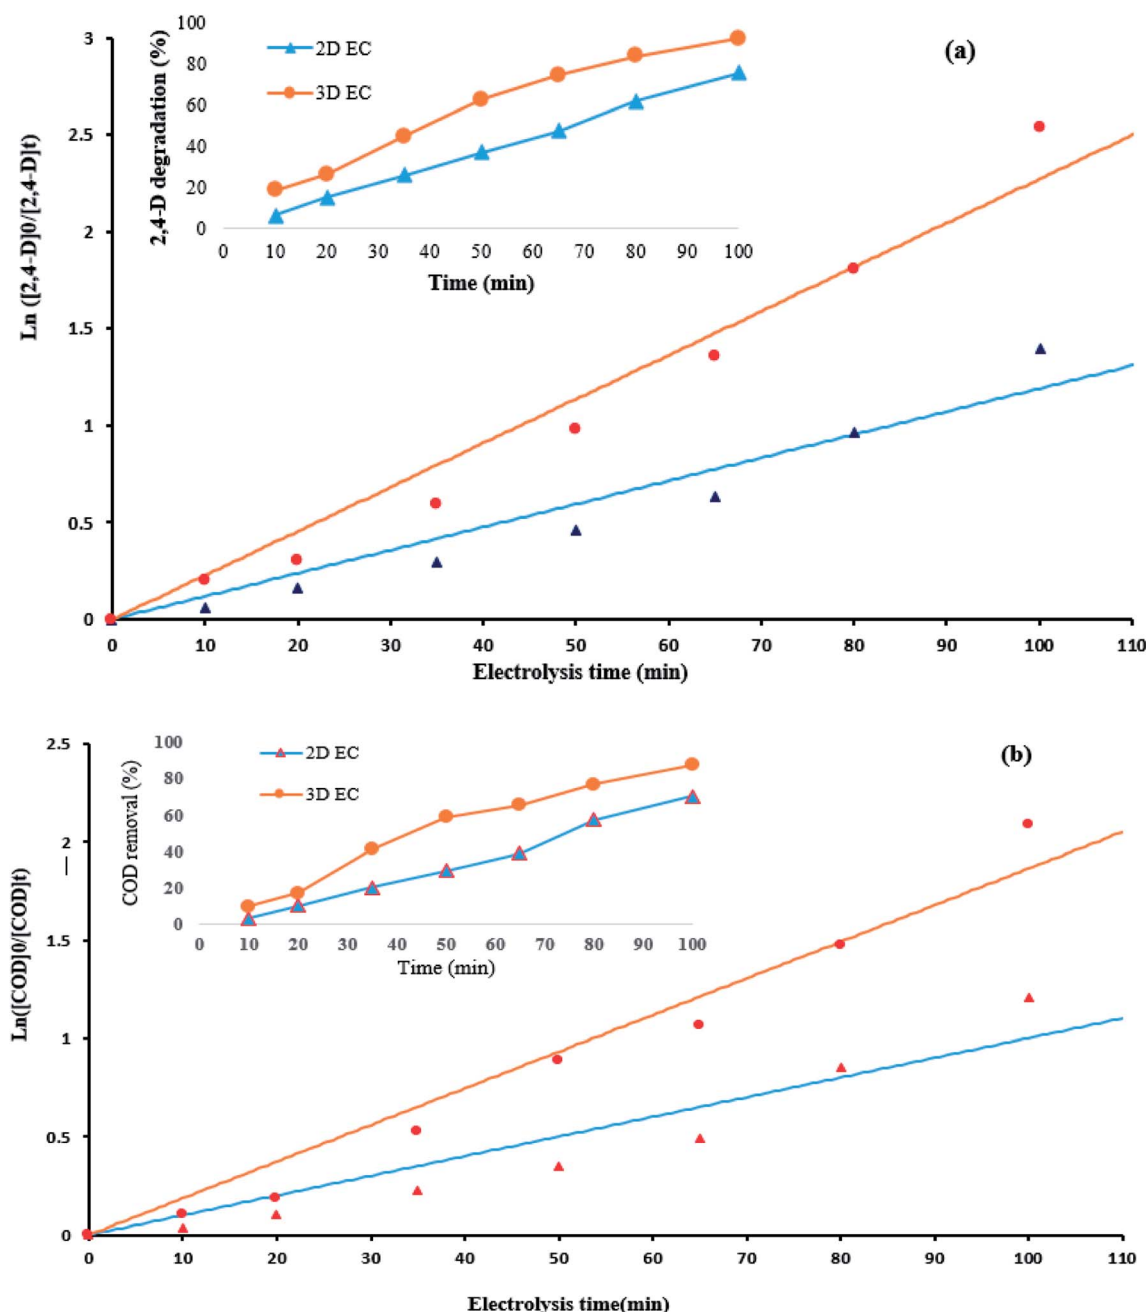 (a)
Ln ([2,4-D]0/[2,4-D]t)
3
2.5
2
1.5
1
0.5
0
0 10 20 30 40 50 60 70 80 90 100 110
Electrolysis time (min)
2D EC
3D EC
2,4-D degradation (%)
100
80
60
40
20
0
0 10 20 30 40 50 60 70 80 90 100
Time (min)
(b)
Ln([COD]0/[COD]t)
2.5
2
1.5
1
0.5
0
0 10 20 30 40 50 60 70 80 90 100 110
Electrolysis time(min)
2D EC
3D EC
COD removal (%)
100
80
60
40
20
0
0 10 20 30 40 50 60 70 80 90 100
Time (min)